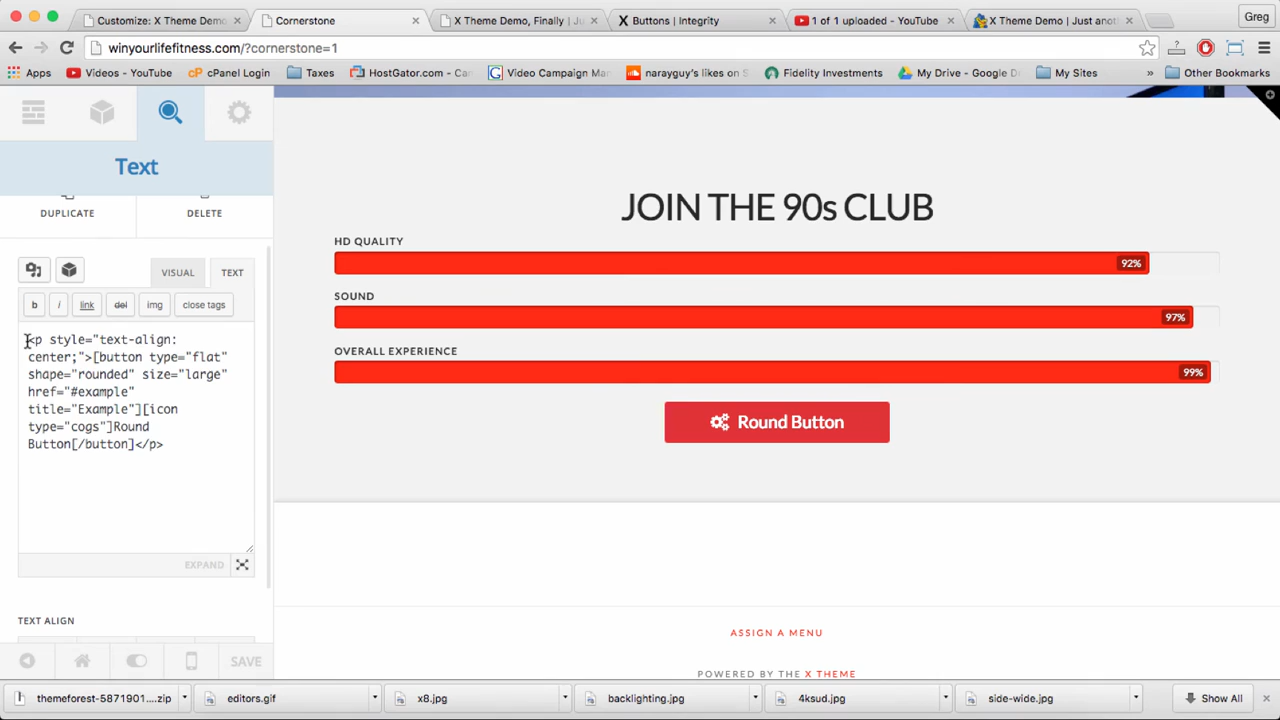 Customize: X Theme Demo
Cornerstone
X Theme Demo, Finally | Ju
Buttons | Integrity
1 of 1 uploaded - YouTube
X Theme Demo | Just anot
Greg
winyourlifefitness.com/?cornerstone=1
Apps
Videos - YouTube
cP cPanel Login
Taxes
HostGator.com - Ca
Video Campaign Ma
narayguy's likes on S
Fidelity Investments
My Drive - Google D
My Sites
»
Other Bookmarks
Text
DUPLICATE
DELETE
VISUAL
TEXT
b
i
link
del
img
close tags
<p style="text-align:
center;">[button type="flat"
shape="rounded" size="large"
href="#example"
title="Example"][icon
type="cogs"]Round
Button[/button]</p>
EXPAND
TEXT ALIGN
SAVE
JOIN THE 90s CLUB
HD QUALITY
92%
SOUND
97%
OVERALL EXPERIENCE
99%
Round Button
ASSIGN A MENU
POWERED BY THE X THEME
themeforest-5871901....zip
editors.gif
x8.jpg
backlighting.jpg
4ksud.jpg
side-wide.jpg
Show All